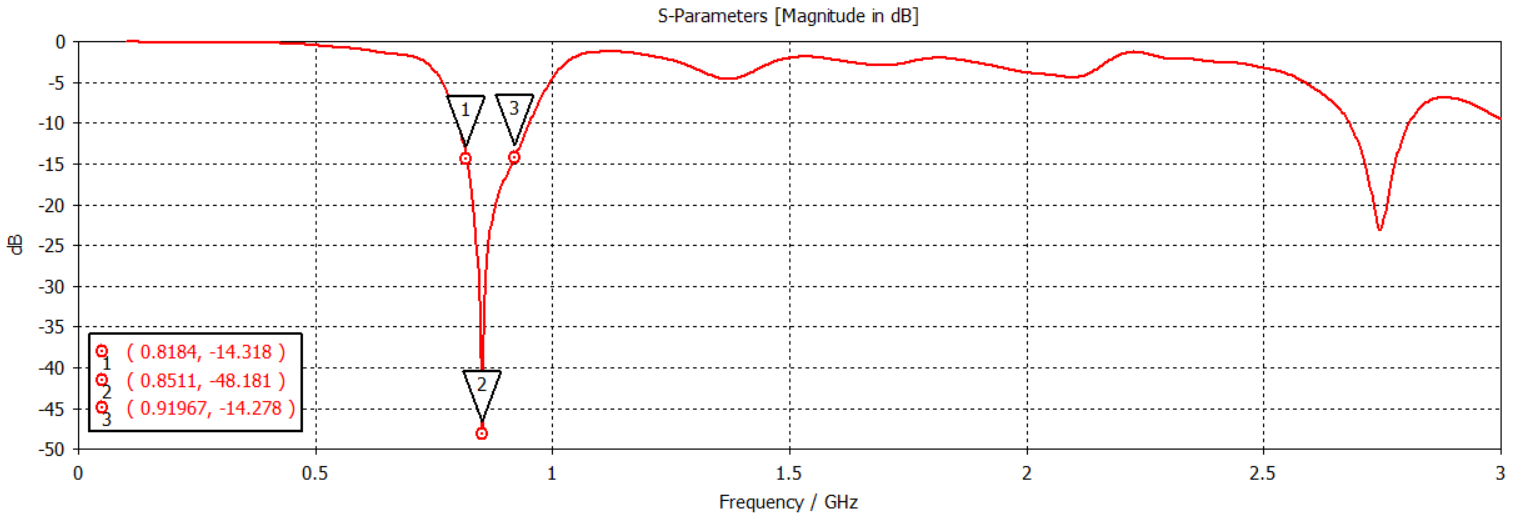 S-Parameters [Magnitude in dB]
0
-5
-10
-15
-20
-25
-30
-35
-40
-45
-50
dB
1
3
2
1 ( 0.8184, -14.318 )
2 ( 0.8511, -48.181 )
3 ( 0.91967, -14.278 )
0 0.5 1 1.5 2 2.5 3
Frequency / GHz